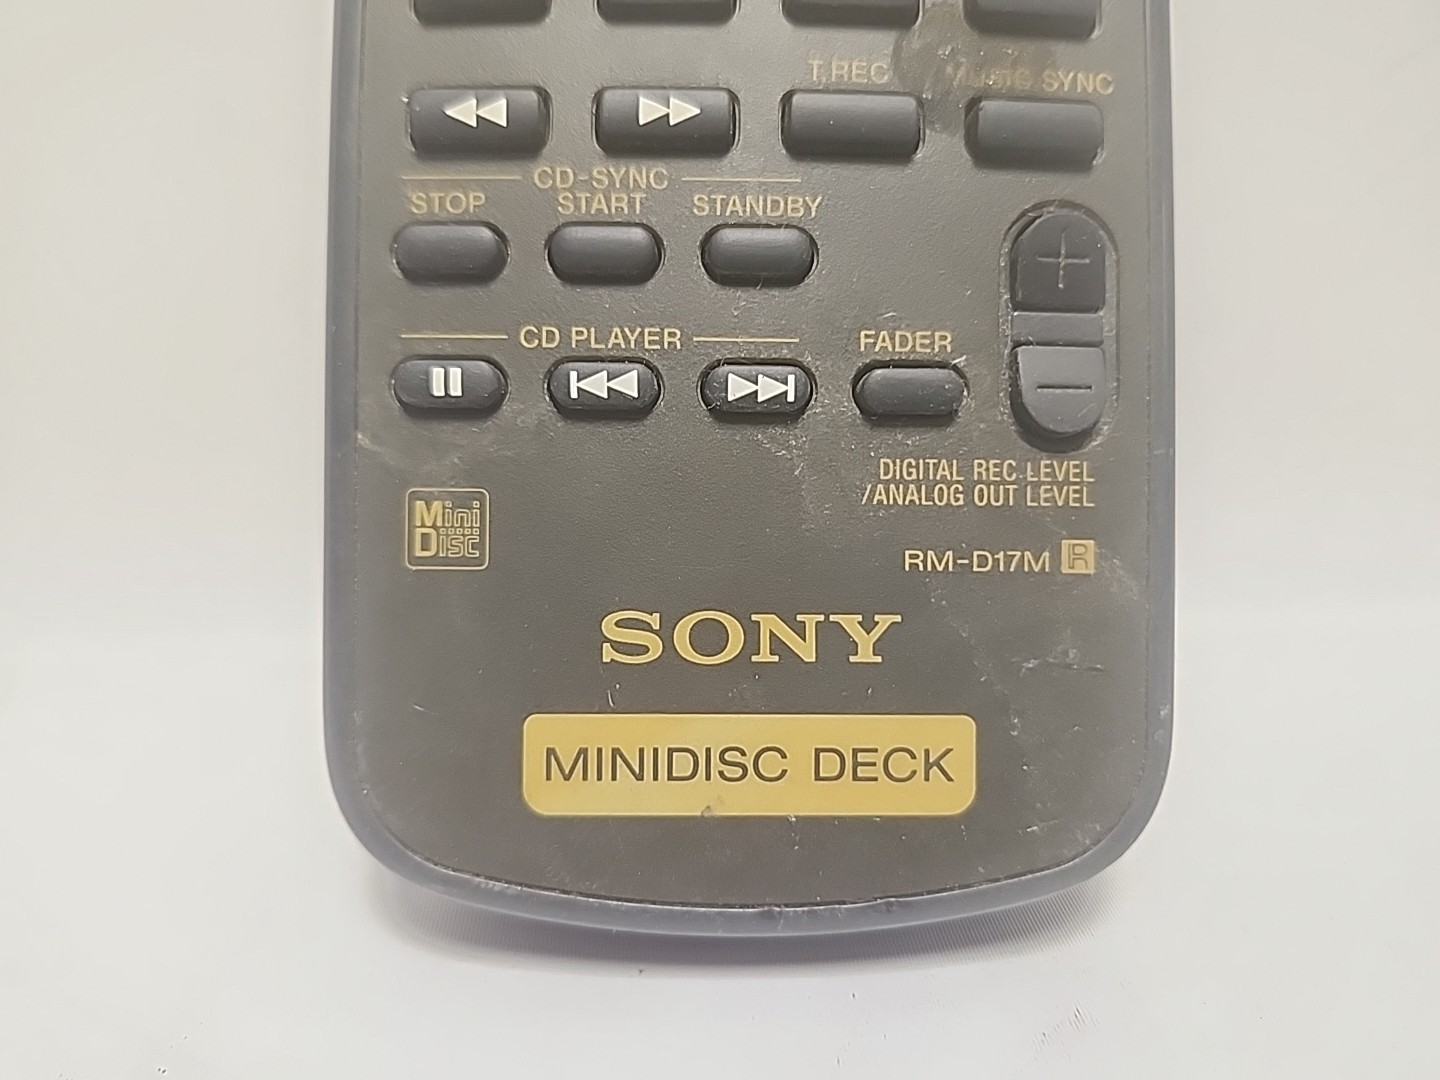 T.REC MUSIC SYNC
CD-SYNC
STOP START STANDBY
+
CD PLAYER FADER
−
DIGITAL REC LEVEL
/ANALOG OUT LEVEL
Mini
Disc
RM-D17M R
SONY
MINIDISC DECK